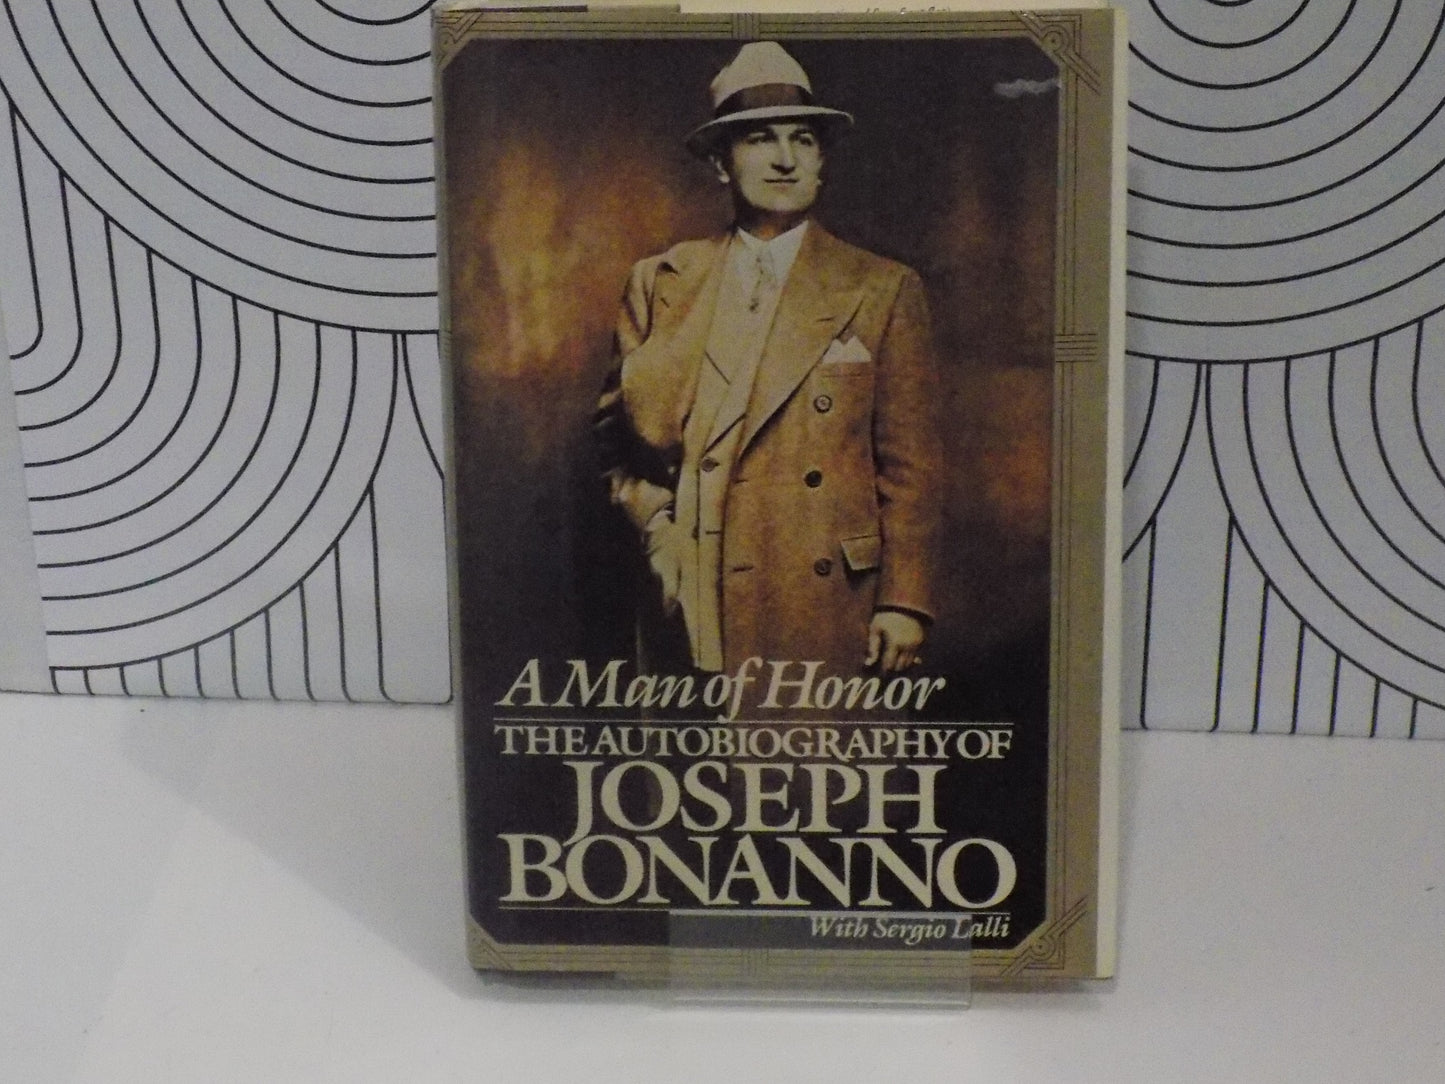 A Man of Honor
THE AUTOBIOGRAPHY OF
JOSEPH
BONANNO
With Sergio Lalli